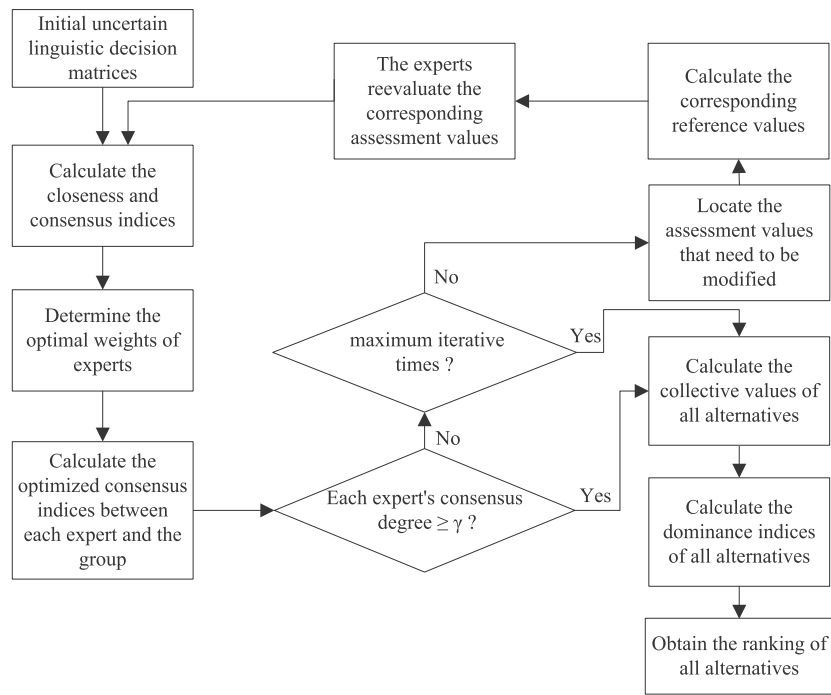 Initial uncertain
linguistic decision
matrices
The experts
reevaluate the
corresponding
assessment values
Calculate the
corresponding
reference values
Calculate the
closeness and
consensus indices
Locate the
assessment values
that need to be
modified
No
Determine the
optimal weights of
experts
maximum iterative
times ?
Yes
Calculate the
collective values of
all alternatives
No
Calculate the
optimized consensus
indices between
each expert and the
group
Each expert's consensus
degree ≥ γ ?
Yes
Calculate the
dominance indices
of all alternatives
Obtain the ranking of
all alternatives